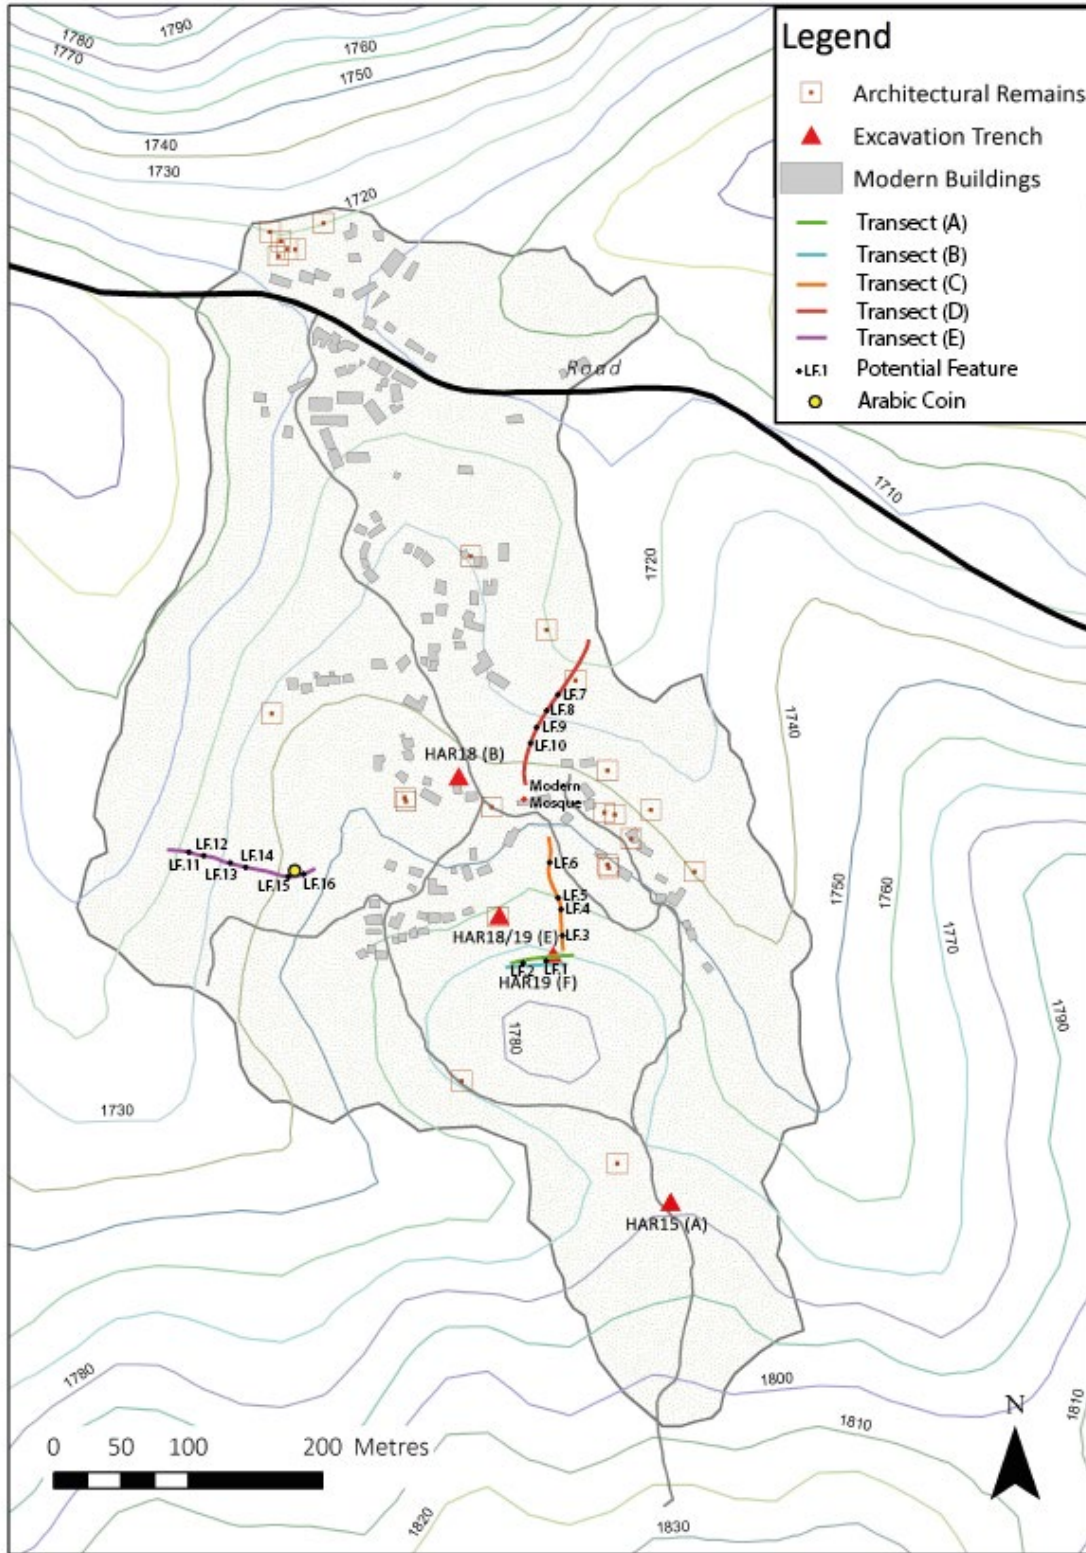 Legend
Architectural Remains
Excavation Trench
Modern Buildings
Transect (A)
Transect (B)
Transect (C)
Transect (D)
Transect (E)
LF.1 Potential Feature
Arabic Coin
1790
1780
1770
1760
1750
1740
1730
1720
Road
1710
1720
1740
LF.7
LF.8
LF.9
LF.10
HAR18 (B)
Modern
Mosque
LF.12
LF.11
LF.14
LF.13
LF.15
LF.16
LF.6
LF.5
LF.4
LF.3
HAR18/19 (E)
LF.2
LF.1
HAR19 (F)
1750
1760
1770
1780
1790
1730
HAR15 (A)
1780
1800
1810
1810
N
0 50 100 200 Metres
1820
1830